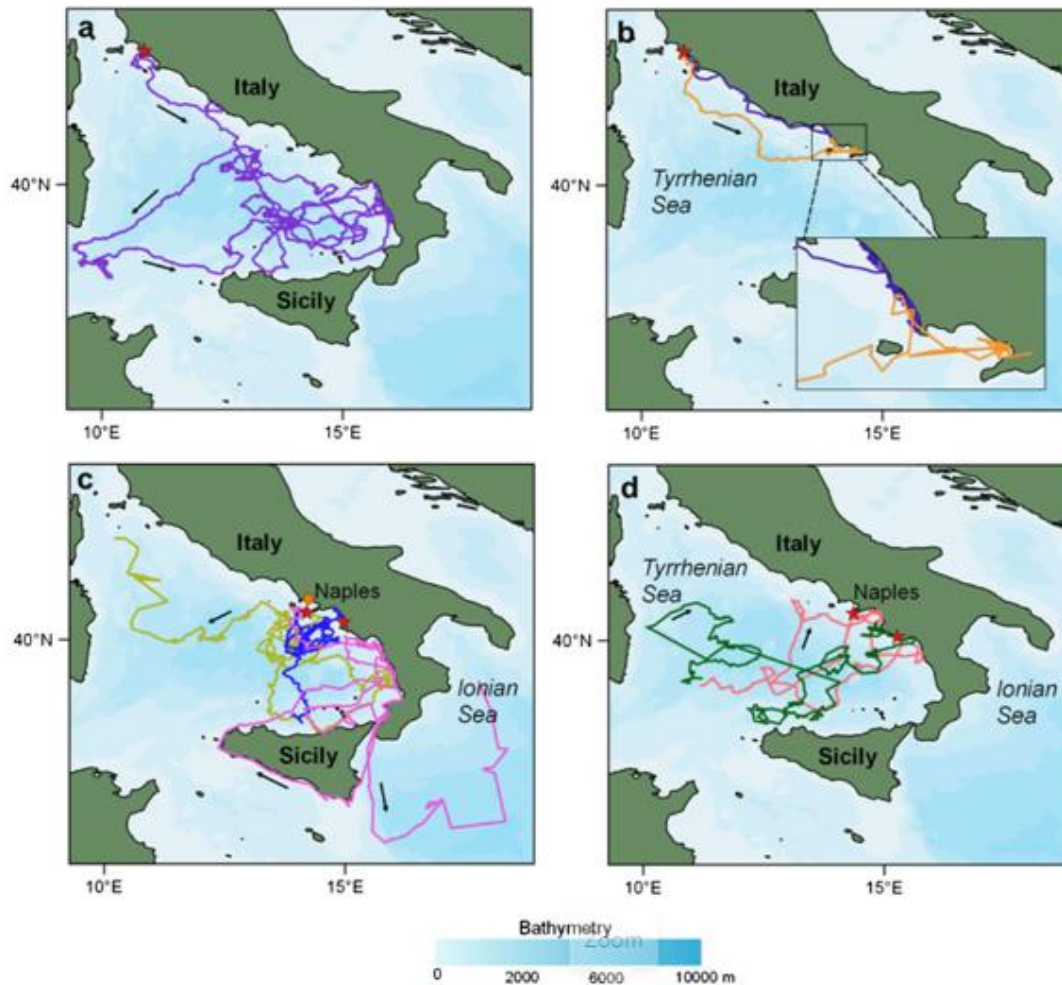 a
Italy
Sicily
40°N
10°E
15°E
b
Italy
Tyrrhenian
Sea
40°N
10°E
15°E
c
Italy
Naples
40°N
Ionian
Sea
Sicily
10°E
15°E
d
Tyrrhenian
Sea
Italy
Naples
40°N
Ionian
Sea
Sicily
10°E
15°E
Bathymetry
Zoom
0 2000 6000 10000 m